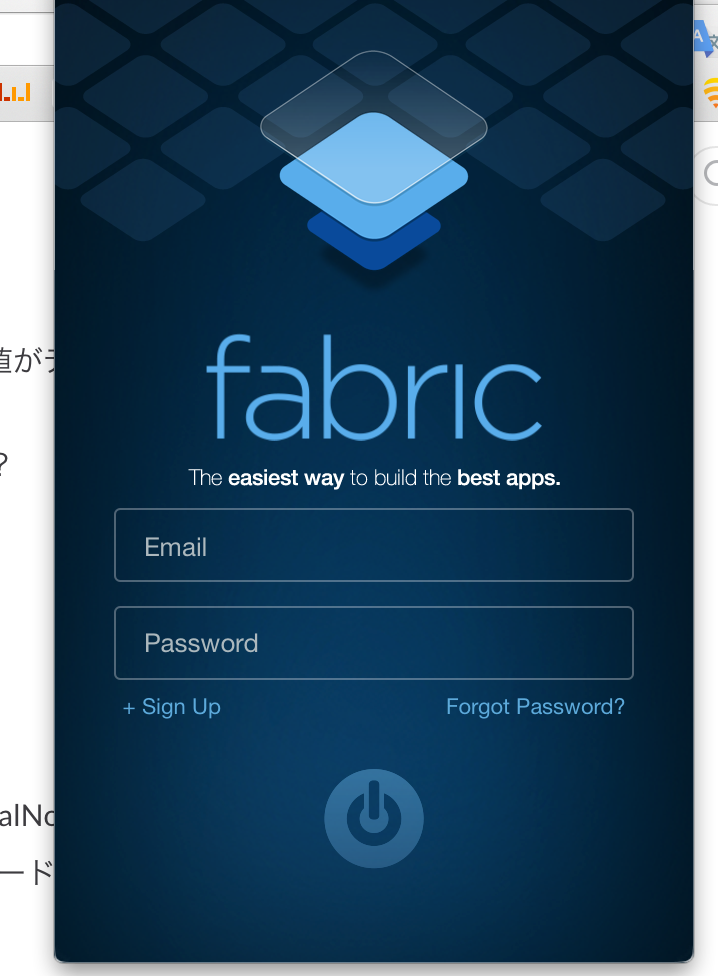 fabric
The easiest way to build the best apps.
Email
Password
+ Sign Up
Forgot Password?
値が
?
alNo
ード